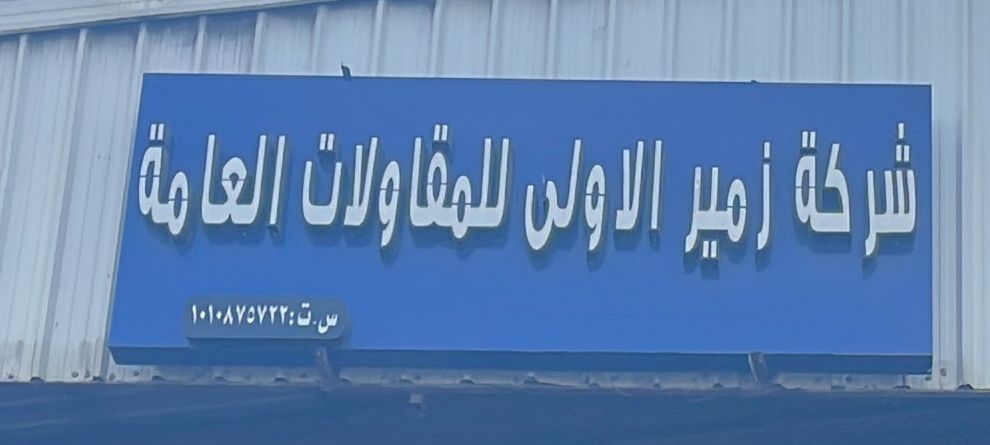 شركة زمير الاولى للمقاولات العامة
س.ت: ١٠١٠٨٧٥٧٢٢